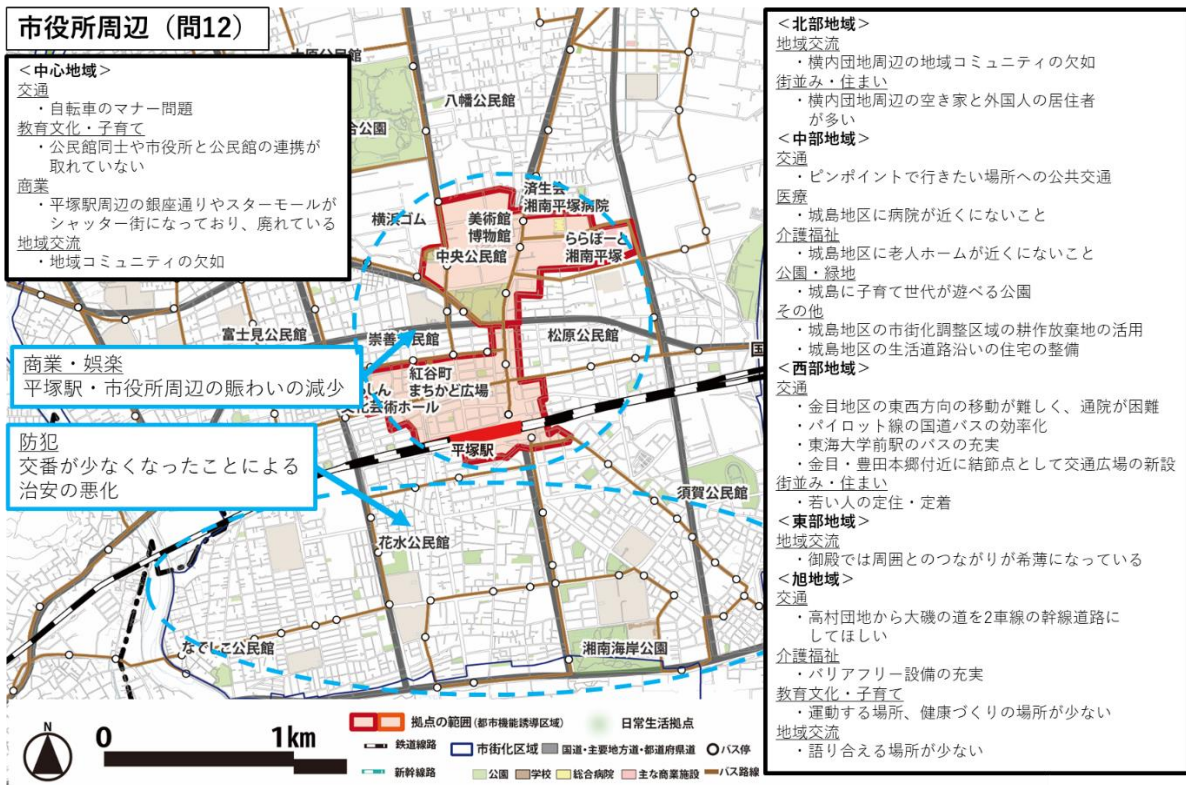 市役所周辺（問12）
＜中心地域＞
交通
・自転車のマナー問題
教育文化・子育て
・公民館同士や市役所と公民館の連携が
取れていない
商業
・平塚駅周辺の銀座通りやスターモールが
シャッター街になっており、廃れている
地域交流
・地域コミュニティの欠如
八幡公民館
合公園
済生会
湘南平塚病院
横浜ゴム
美術館
博物館
ららぽーと
湘南平塚
中央公民館
富士見公民館
松原公民館
国
商業・娯楽
平塚駅・市役所周辺の賑わいの減少
紅谷町
まちかど広場
文化芸術ホール
防犯
交番が少なくなったことによる
治安の悪化
平塚駅
須賀公民館
花水公民館
なでしこ公民館
湘南海岸公園
N
0
1km
拠点の範囲（都市機能誘導区域）
日常生活拠点
鉄道線路
市街化区域
国道・主要地方道・都道府県道
バス停
新幹線路
公園
学校
総合病院
主な商業施設
バス路線
＜北部地域＞
地域交流
・横内団地周辺の地域コミュニティの欠如
街並み・住まい
・横内団地周辺の空き家と外国人の居住者
が多い
＜中部地域＞
交通
・ピンポイントで行きたい場所への公共交通
医療
・城島地区に病院が近くにないこと
介護福祉
・城島地区に老人ホームが近くにないこと
公園・緑地
・城島に子育て世代が遊べる公園
その他
・城島地区の市街化調整区域の耕作放棄地の活用
・城島地区の生活道路沿いの住宅の整備
＜西部地域＞
交通
・金目地区の東西方向の移動が難しく、通院が困難
・パイロット線の国道バスの効率化
・東海大学前駅のバスの充実
・金目・豊田本郷付近に結節点として交通広場の新設
街並み・住まい
・若い人の定住・定着
＜東部地域＞
地域交流
・御殿では周囲とのつながりが希薄になっている
＜旭地域＞
交通
・高村団地から大磯の道を2車線の幹線道路に
してほしい
介護福祉
・バリアフリー設備の充実
教育文化・子育て
・運動する場所、健康づくりの場所が少ない
地域交流
・語り合える場所が少ない